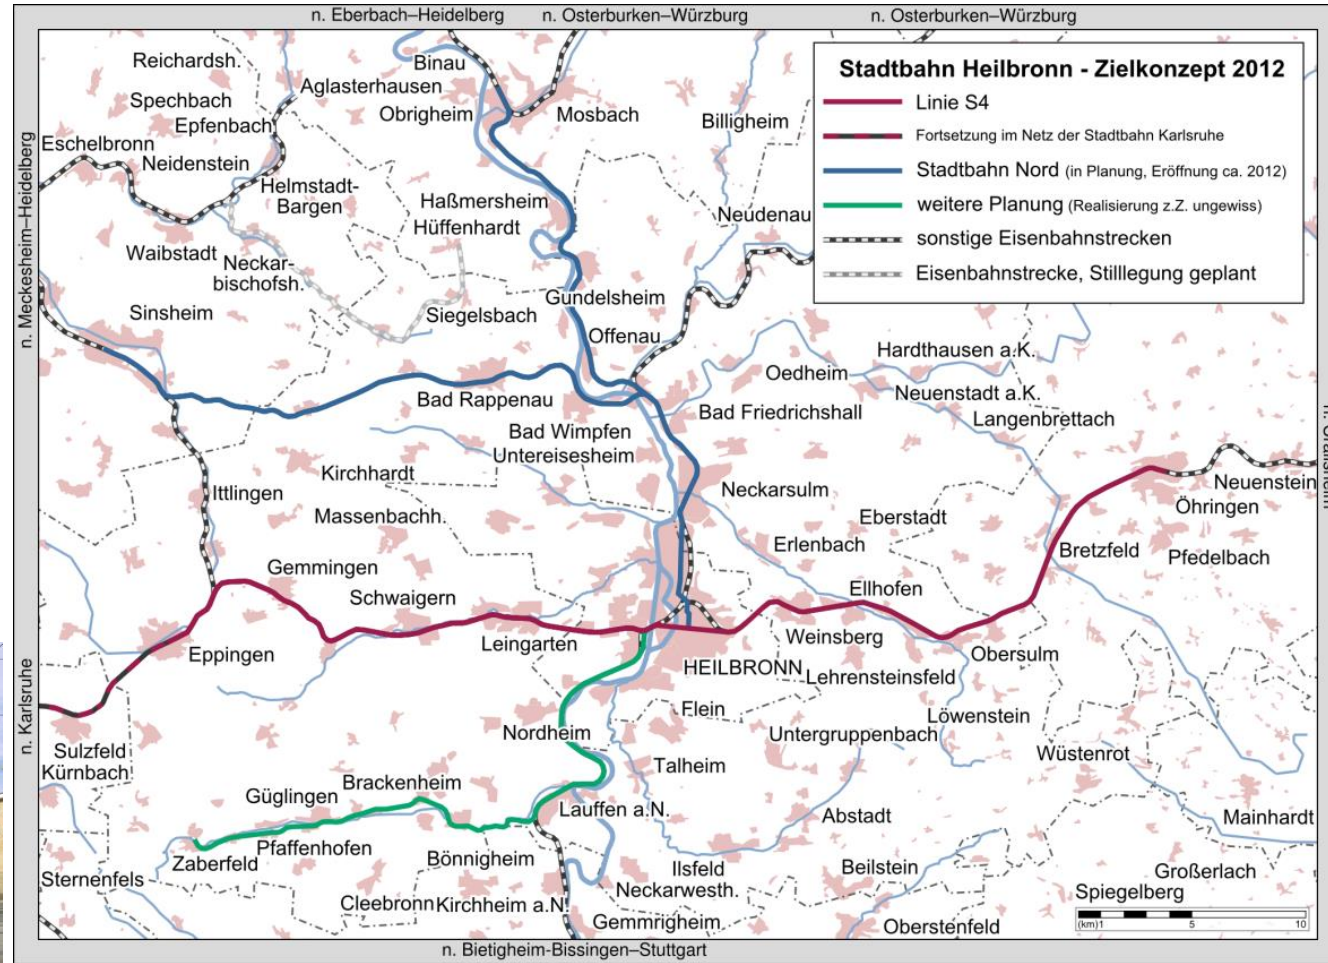 n. Eberbach–Heidelberg
n. Osterburken–Würzburg
n. Osterburken–Würzburg
Stadtbahn Heilbronn - Zielkonzept 2012
Linie S4
Fortsetzung im Netz der Stadtbahn Karlsruhe
Stadtbahn Nord (in Planung, Eröffnung ca. 2012)
weitere Planung (Realisierung z.Z. ungewiss)
sonstige Eisenbahnstrecken
Eisenbahnstrecke, Stilllegung geplant
Reichardsh.
Binau
Aglasterhausen
Spechbach
Obrigheim
Mosbach
Epfenbach
Billigheim
Eschelbronn
Neidenstein
Helmstadt-
Bargen
Haßmersheim
Hüffenhardt
Neudenau
n. Meckesheim–Heidelberg
Waibstadt
Neckar-
bischofsh.
Gundelsheim
Siegelsbach
Sinsheim
Offenau
Hardthausen a.K.
Oedheim
Neuenstadt a.K.
Bad Rappenau
Bad Friedrichshall
Langenbrettach
Bad Wimpfen
Untereisesheim
Kirchhardt
Neuenstein
Neckarsulm
Ittlingen
Öhringen
Massenbachh.
Eberstadt
Erlenbach
Bretzfeld
Pfedelbach
Gemmingen
Schwaigern
Ellhofen
Weinsberg
Leingarten
Eppingen
Obersulm
HEILBRONN
Lehrensteinsfeld
n. Karlsruhe
Flein
Löwenstein
Nordheim
Untergruppenbach
Sulzfeld
Wüstenrot
Kürnbach
Talheim
Brackenheim
Güglingen
Lauffen a.N.
Abstadt
Mainhardt
Pfaffenhofen
Zaberfeld
Bönnigheim
Ilsfeld
Beilstein
Großerlach
Sternenfels
Neckarwesth.
Spiegelberg
Cleebronn
Kirchheim a.N.
Gemmrigheim
Oberstenfeld
(km) 1 5 10
n. Bietigheim-Bissingen–Stuttgart